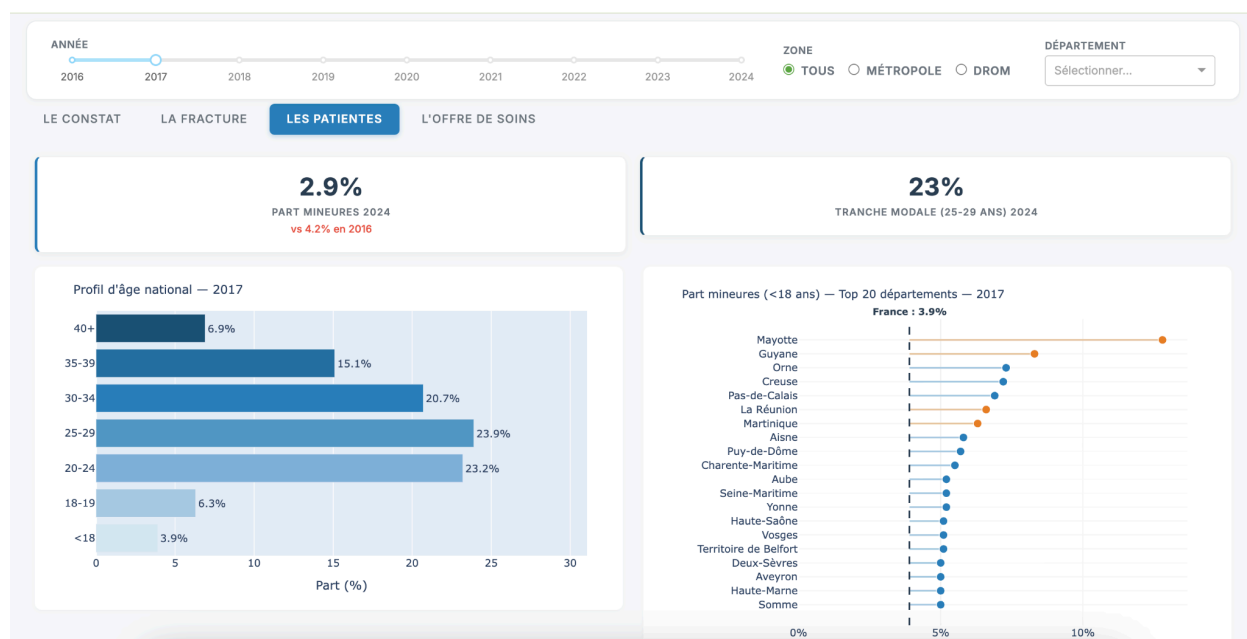 ANNÉE
2016 2017 2018 2019 2020 2021 2022 2023 2024
ZONE
TOUS MÉTROPOLE DROM
DÉPARTEMENT
Sélectionner...
LE CONSTAT LA FRACTURE LES PATIENTES L'OFFRE DE SOINS
2.9%
PART MINEURES 2024
vs 4.2% en 2016
23%
TRANCHE MODALE (25-29 ANS) 2024
Profil d'âge national — 2017
40+ 6.9%
35-39 15.1%
30-34 20.7%
25-29 23.9%
20-24 23.2%
18-19 6.3%
<18 3.9%
0 5 10 15 20 25 30
Part (%)
Part mineures (<18 ans) — Top 20 départements — 2017
France : 3.9%
Mayotte
Guyane
Orne
Creuse
Pas-de-Calais
La Réunion
Martinique
Aisne
Puy-de-Dôme
Charente-Maritime
Aube
Seine-Maritime
Yonne
Haute-Saône
Vosges
Territoire de Belfort
Deux-Sèvres
Aveyron
Haute-Marne
Somme
0% 5% 10%